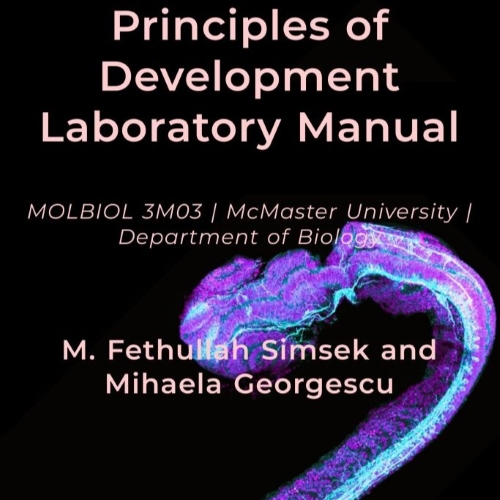 Principles of
Development
Laboratory Manual
MOLBIOL 3M03 | McMaster University |
Department of Biology
M. Fethullah Simsek and
Mihaela Georgescu